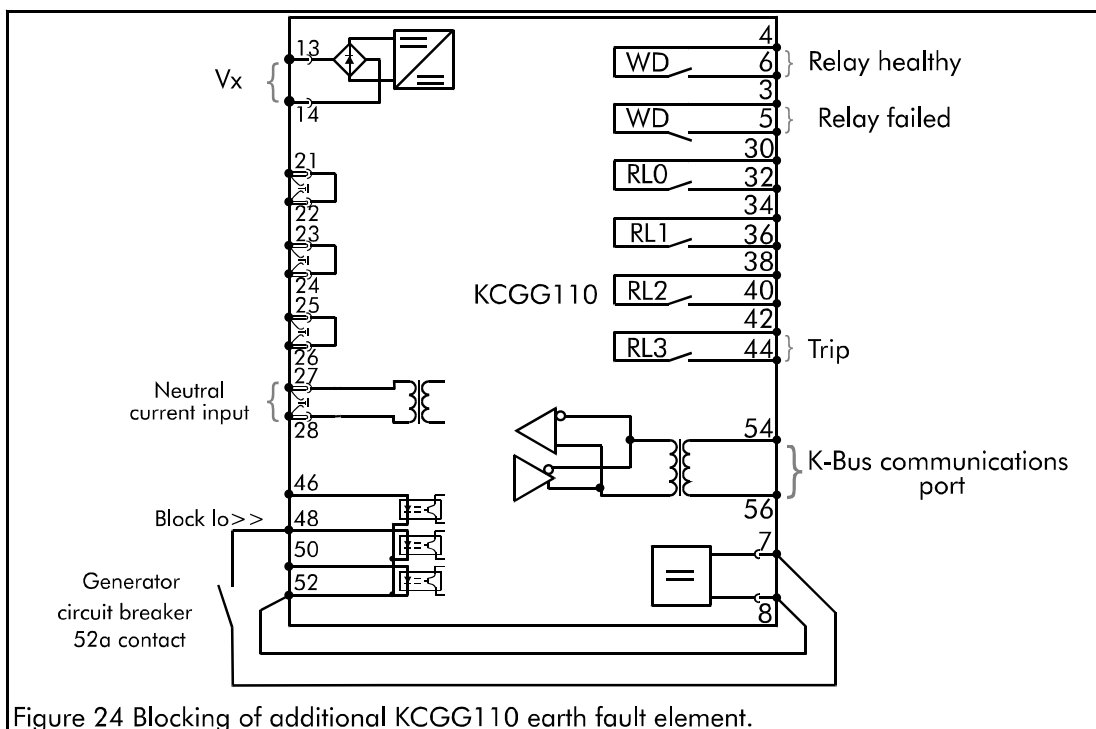 13
Vx
14
21
22
23
24
25
26
27
Neutral
current input
28
46
Block Io>>
48
50
Generator
52
circuit breaker
52a contact
4
WD
6
Relay healthy
3
WD
5
Relay failed
30
RL0
32
34
RL1
36
38
KCGG110
RL2
40
42
RL3
44
Trip
54
K-Bus communications
port
56
7
8
Figure 24 Blocking of additional KCGG110 earth fault element.